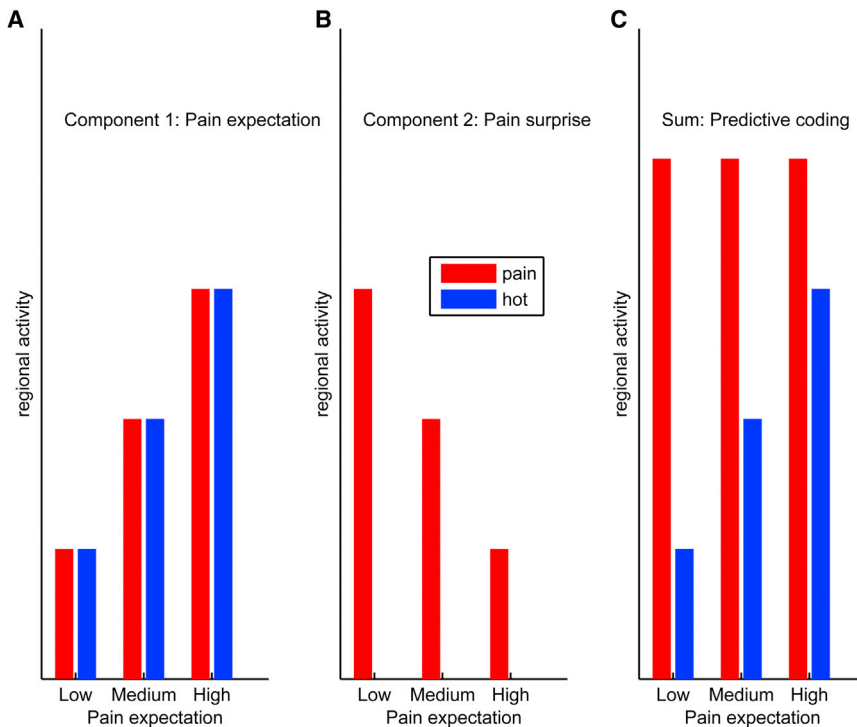 A
Component 1: Pain expectation
regional activity
Low Medium High
Pain expectation
B
Component 2: Pain surprise
pain
hot
regional activity
Low Medium High
Pain expectation
C
Sum: Predictive coding
regional activity
Low Medium High
Pain expectation